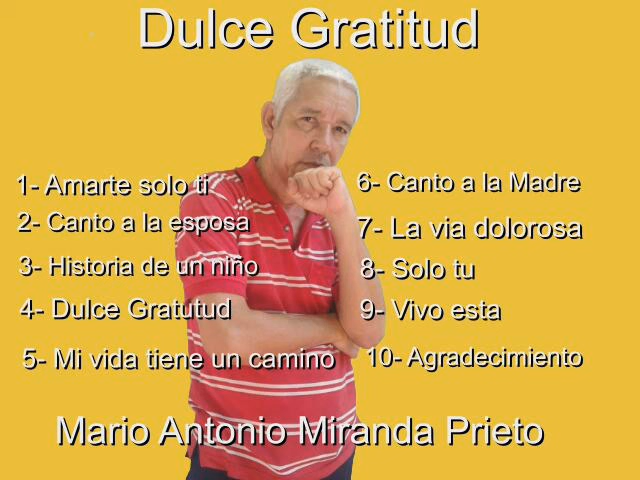 Dulce Gratitud
1- Amarte solo ti
2- Canto a la esposa
3- Historia de un niño
4- Dulce Gratutud
5- Mi vida tiene un camino
6- Canto a la Madre
7- La via dolorosa
8- Solo tu
9- Vivo esta
10- Agradecimiento
Mario Antonio Miranda Prieto